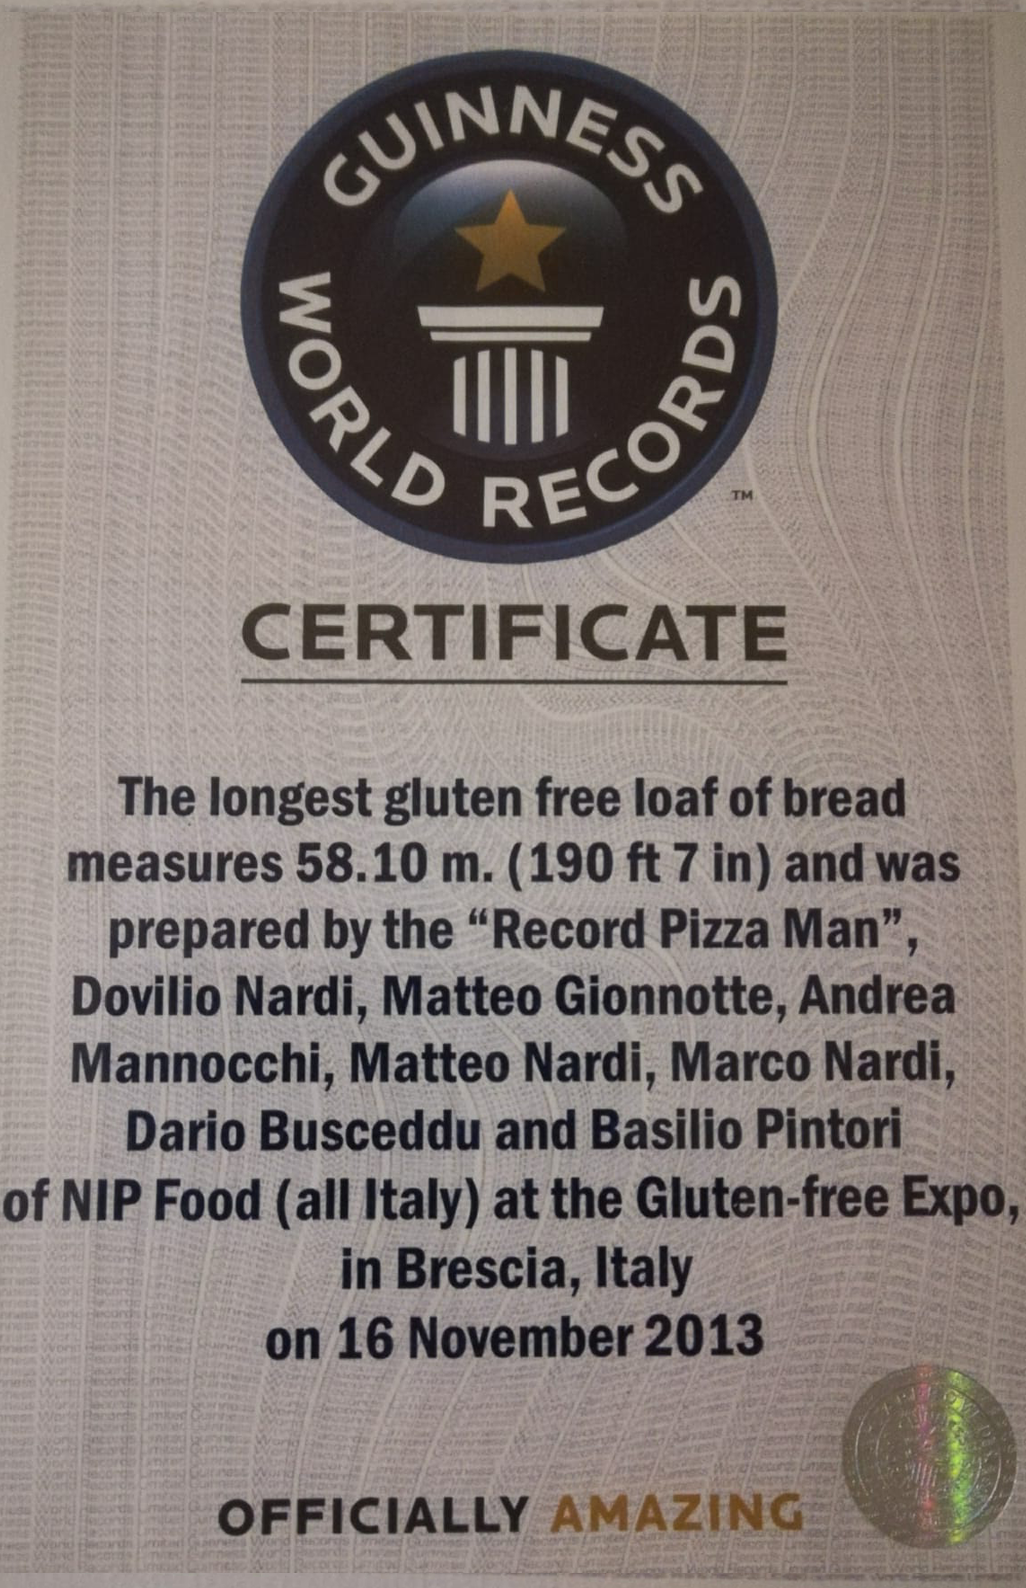 GUINNESS
WORLD RECORDS
TM
CERTIFICATE
The longest gluten free loaf of bread
measures 58.10 m. (190 ft 7 in) and was
prepared by the “Record Pizza Man”,
Dovilio Nardi, Matteo Gionnotte, Andrea
Mannocchi, Matteo Nardi, Marco Nardi,
Dario Busceddu and Basilio Pintori
of NIP Food (all Italy) at the Gluten-free Expo,
in Brescia, Italy
on 16 November 2013
OFFICIALLY AMAZING